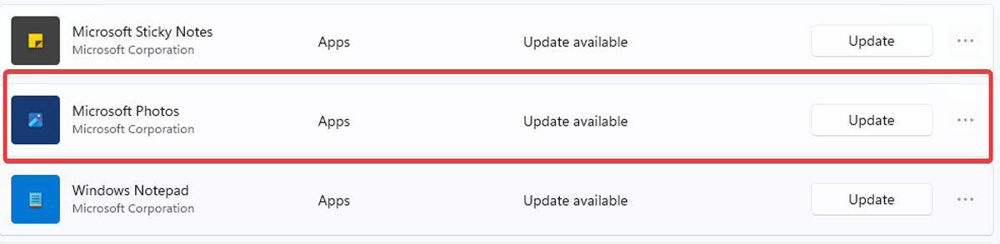 Microsoft Sticky Notes
Microsoft Corporation
Apps
Update available
Update
Microsoft Photos
Microsoft Corporation
Apps
Update available
Update
Windows Notepad
Microsoft Corporation
Apps
Update available
Update